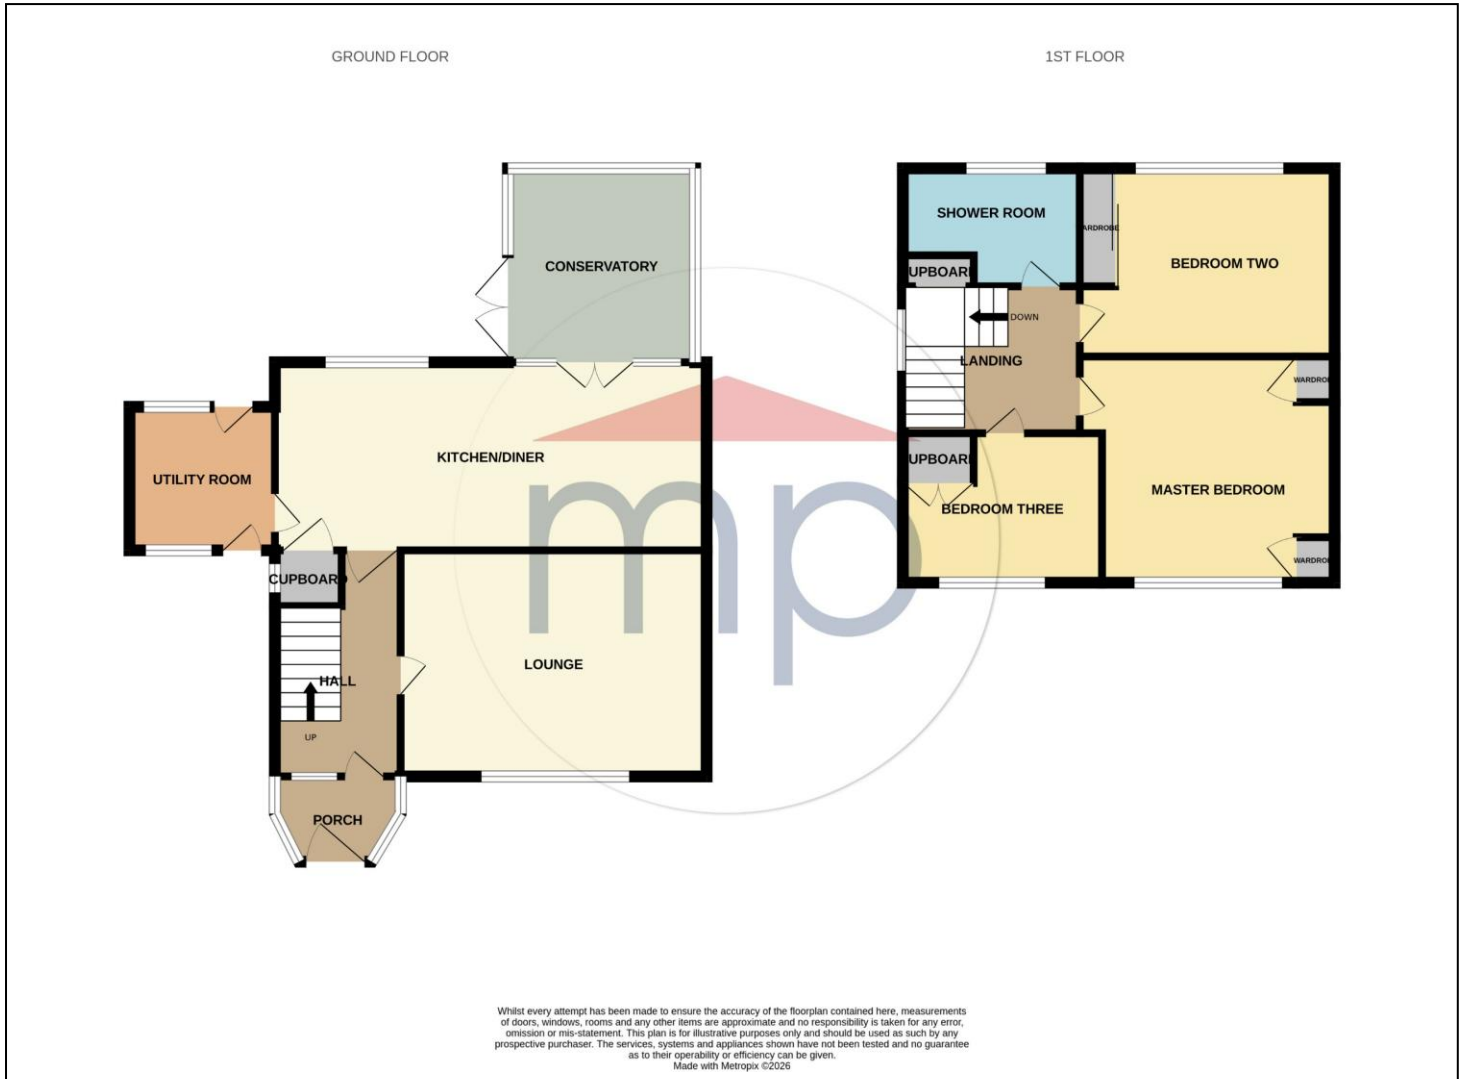 GROUND FLOOR
1ST FLOOR
CONSERVATORY
UTILITY ROOM
KITCHEN/DINER
CUPBOARD
LOUNGE
HALL
UP
PORCH
SHOWER ROOM
ARDROBE
BEDROOM TWO
UPBOAR
DOWN
LANDING
WARDRO
UPBOAR
MASTER BEDROOM
BEDROOM THREE
WARDRO
mp
Whilst every attempt has been made to ensure the accuracy of the floorplan contained here, measurements
of doors, windows, rooms and any other items are approximate and no responsibility is taken for any error,
omission or mis-statement. This plan is for illustrative purposes only and should be used as such by any
prospective purchaser. The services, systems and appliances shown have not been tested and no guarantee
as to their operability or efficiency can be given.
Made with Metropix ©2026